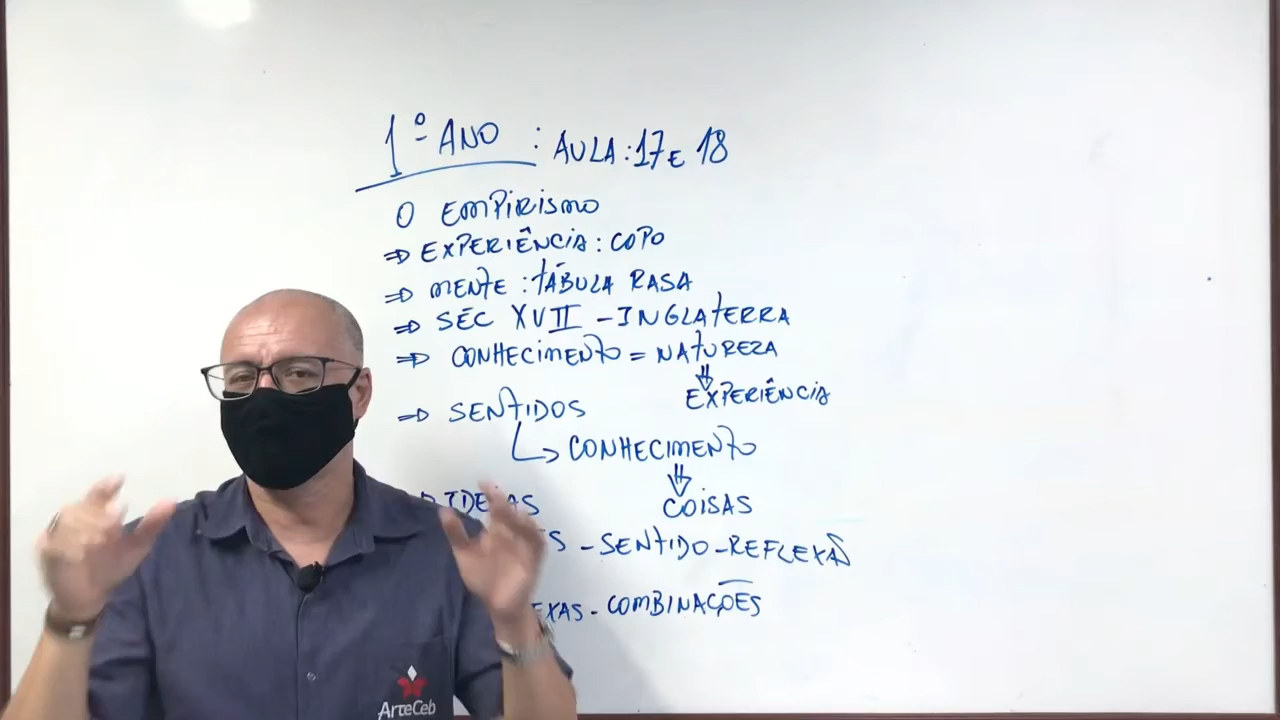 1º ANO : AULA : 17 E 18
O EMPIRISMO
⇒ EXPERIÊNCIA : COPO
⇒ MENTE : TÁBULA RASA
⇒ SÉC XVII - INGLATERRA
⇒ CONHECIMENTO = NATUREZA
EXPERIÊNCIA
⇒ SENTIDOS
CONHECIMENTO
IDEIAS
COISAS
- SENTIDO - REFLEXÃO
- COMBINAÇÕES
ArteCeb